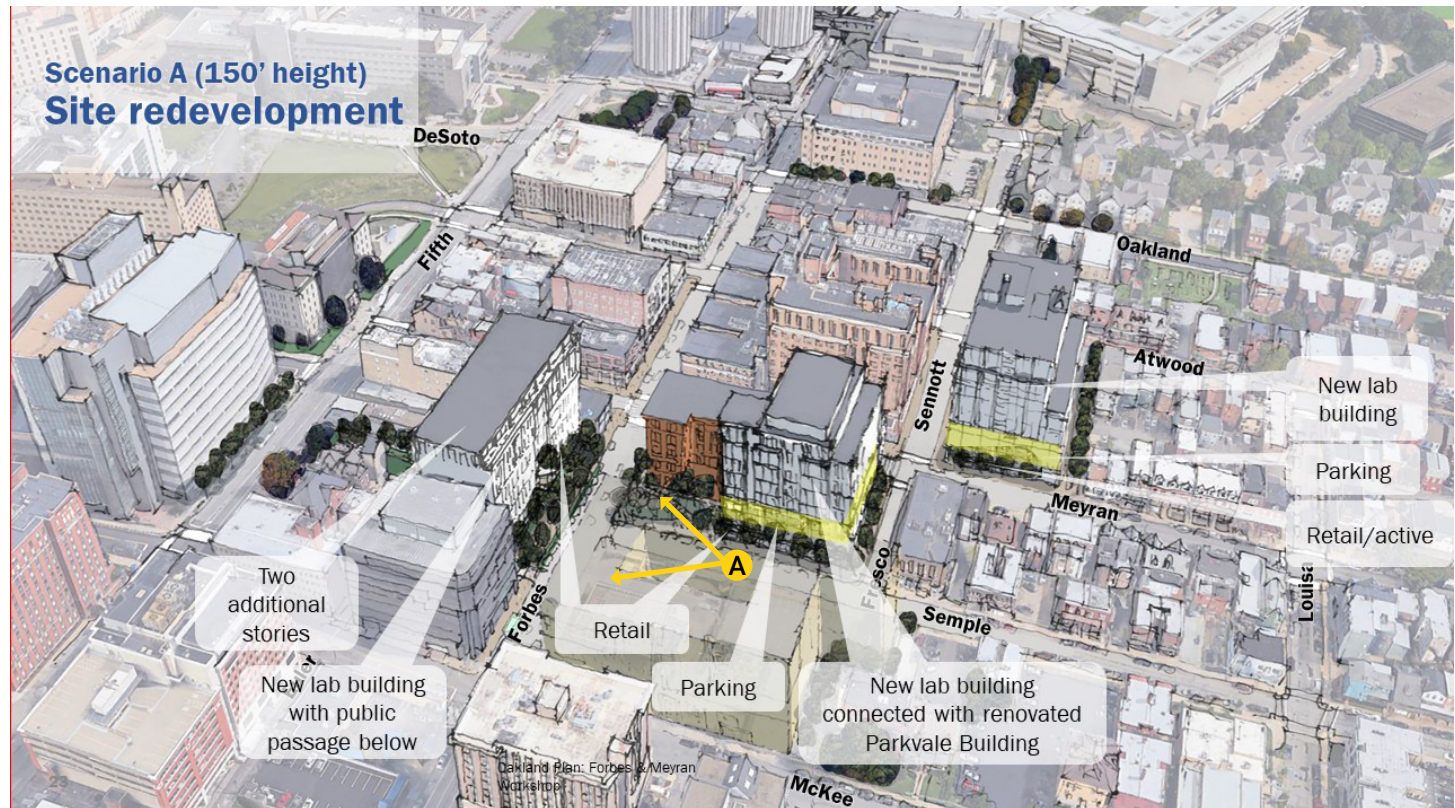 Scenario A (150' height)
Site redevelopment
DeSoto
Fifth
Oakland
Atwood
Sennott
New lab
building
Parking
Meyran
Retail/active
Louisa
Two
additional
stories
Forbes
A
Semple
Retail
New lab building
with public
passage below
Parking
New lab building
connected with renovated
Parkvale Building
Oakland Plan: Forbes & Meyran
Workshop
McKee